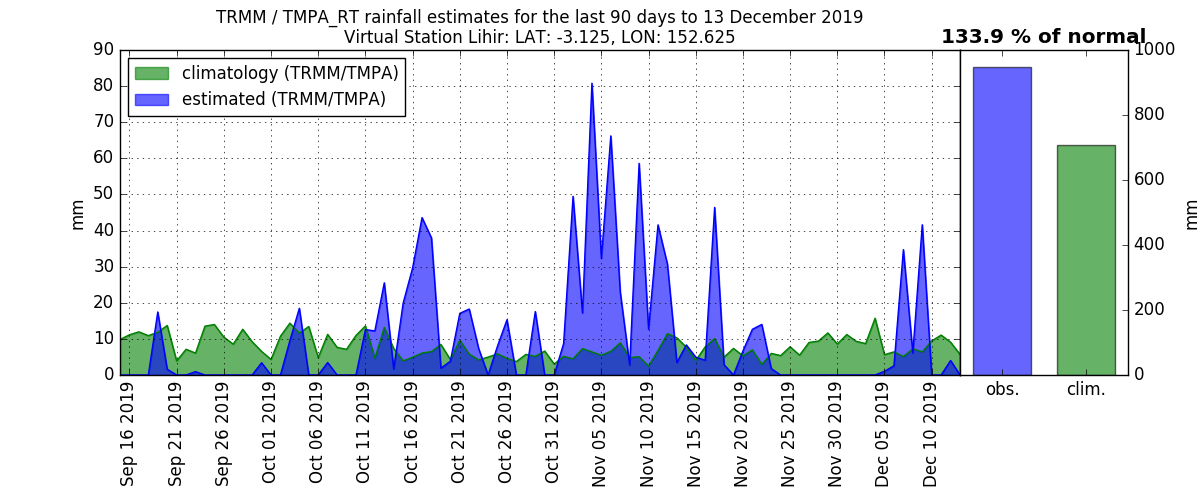 TRMM / TMPA_RT rainfall estimates for the last 90 days to 13 December 2019
Virtual Station Lihir: LAT: -3.125, LON: 152.625
133.9 % of normal
climatology (TRMM/TMPA)
estimated (TRMM/TMPA)
mm
90
80
70
60
50
40
30
20
10
0
Sep 16 2019
Sep 21 2019
Sep 26 2019
Oct 01 2019
Oct 06 2019
Oct 11 2019
Oct 16 2019
Oct 21 2019
Oct 26 2019
Oct 31 2019
Nov 05 2019
Nov 10 2019
Nov 15 2019
Nov 20 2019
Nov 25 2019
Nov 30 2019
Dec 05 2019
Dec 10 2019
obs.
clim.
1000
800
600
400
200
0
mm